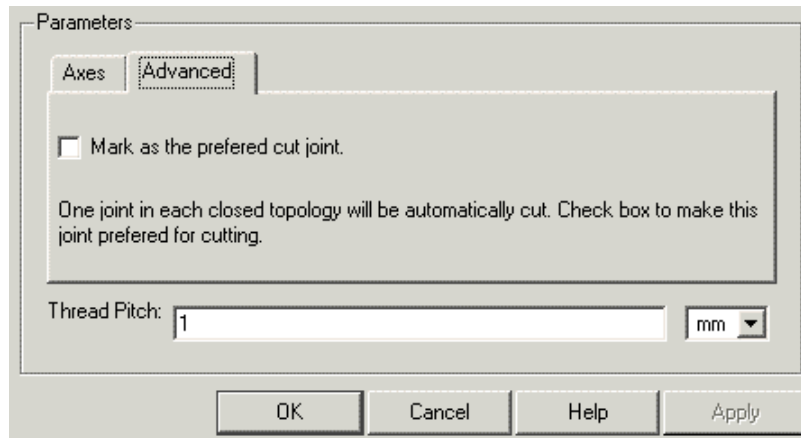 Parameters
Axes Advanced
Mark as the prefered cut joint.
One joint in each closed topology will be automatically cut. Check box to make this
joint prefered for cutting.
Thread Pitch: 1 mm
OK Cancel Help Apply